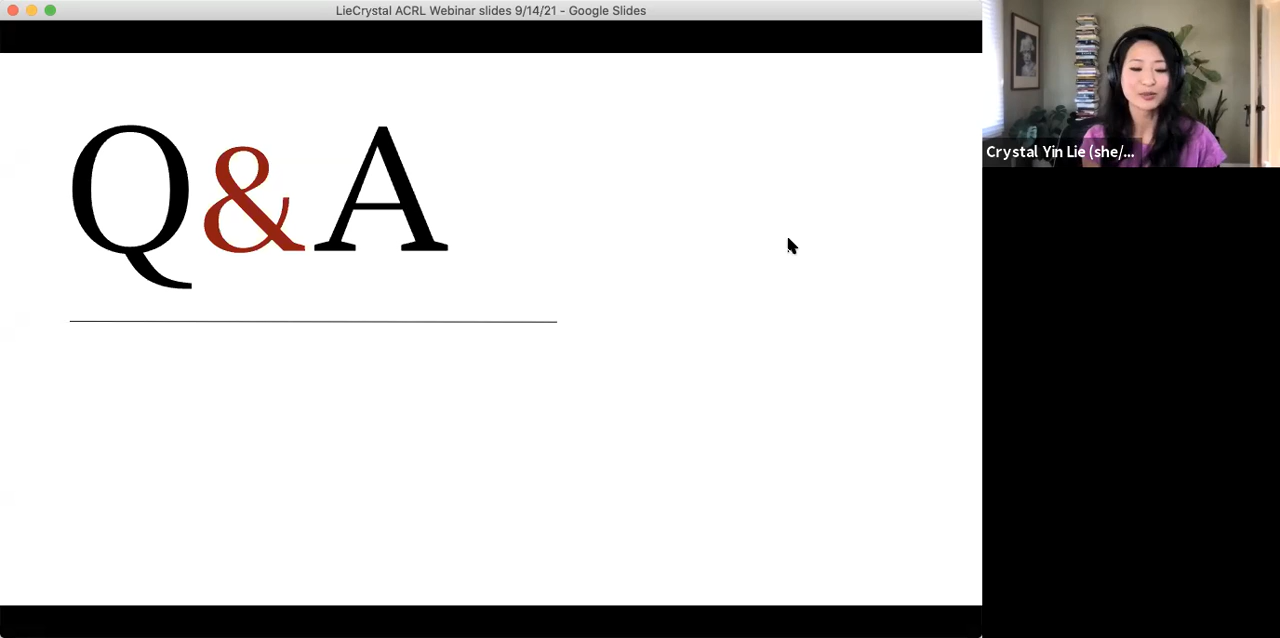 LieCrystal ACRL Webinar slides 9/14/21 - Google Slides
Q&A
Crystal Yin Lie (she/...